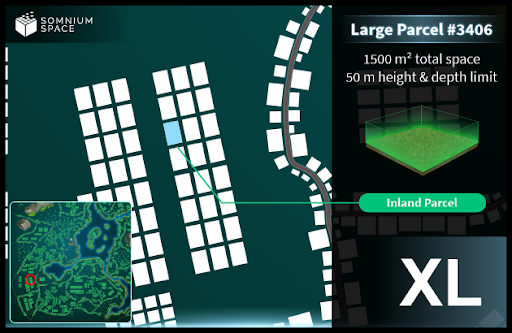 SOMNIUM
SPACE
Large Parcel #3406
1500 m² total space
50 m height & depth limit
Inland Parcel
XL